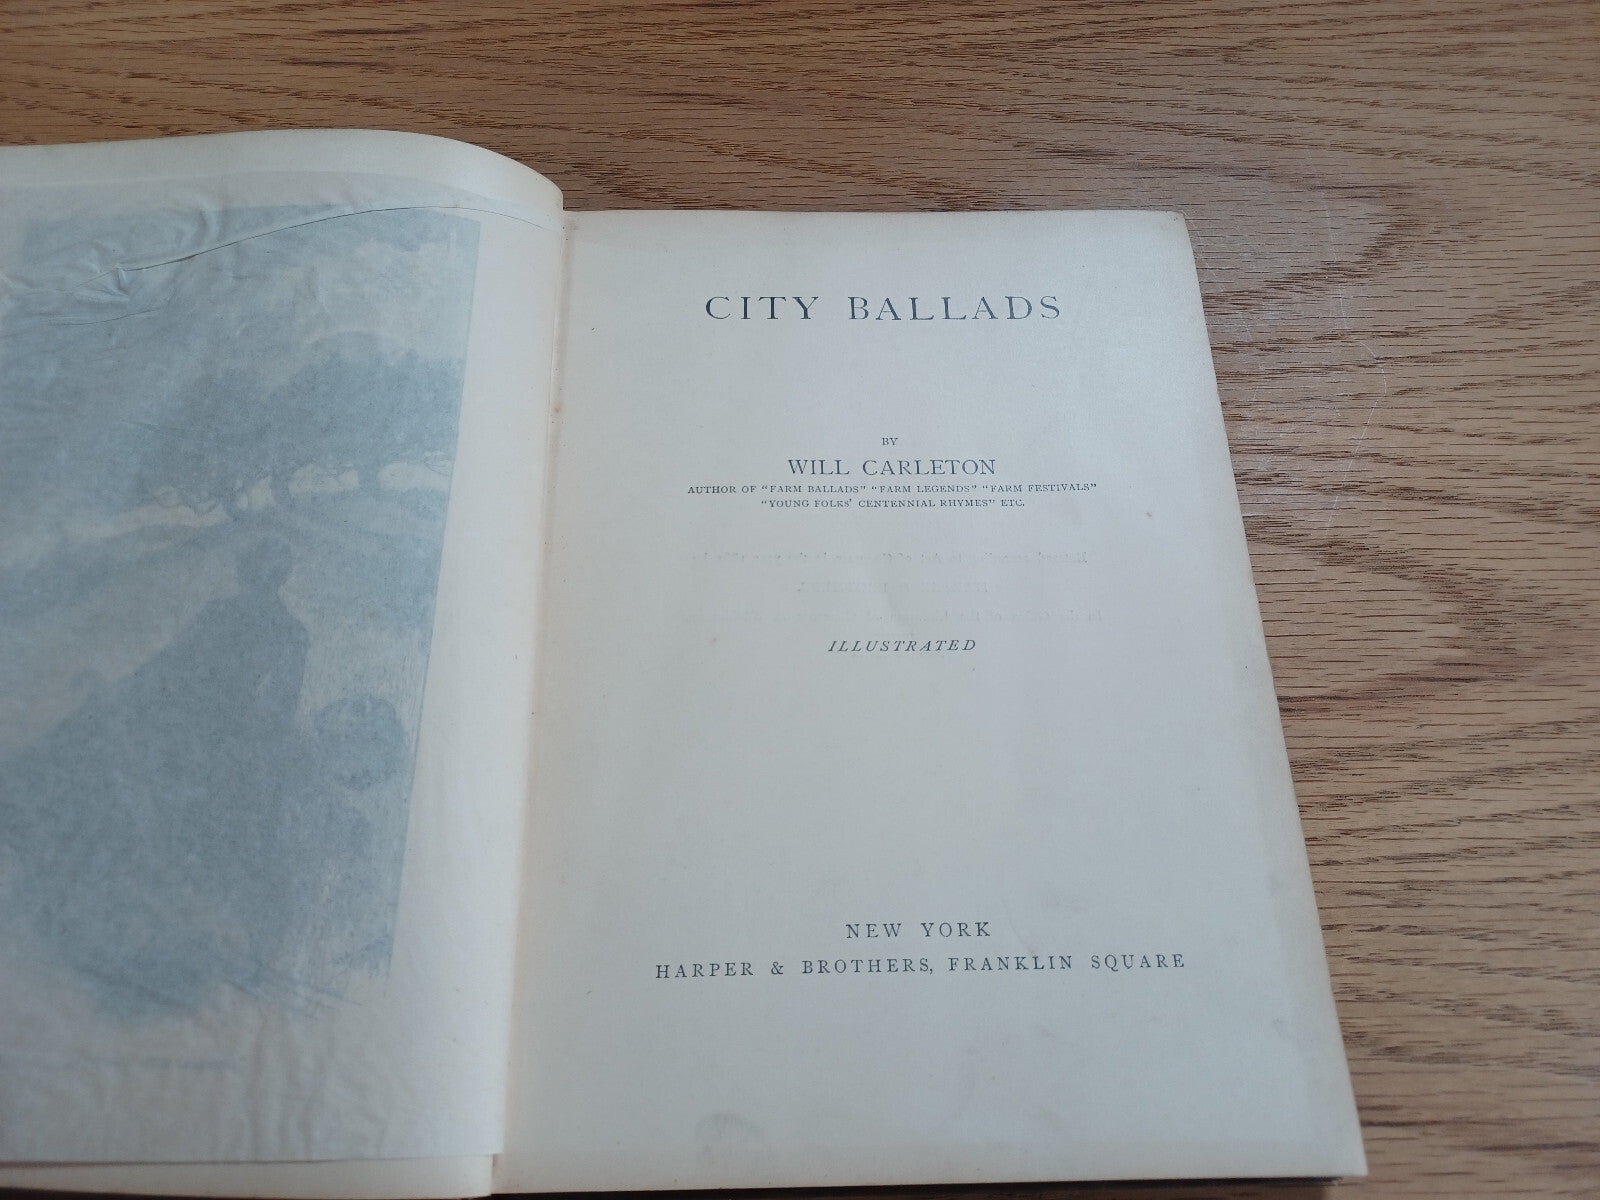 CITY BALLADS
BY
WILL CARLETON
AUTHOR OF "FARM BALLADS" "FARM LEGENDS" "FARM FESTIVALS"
"YOUNG FOLKS' CENTENNIAL RHYMES" ETC.
ILLUSTRATED
NEW YORK
HARPER & BROTHERS, FRANKLIN SQUARE